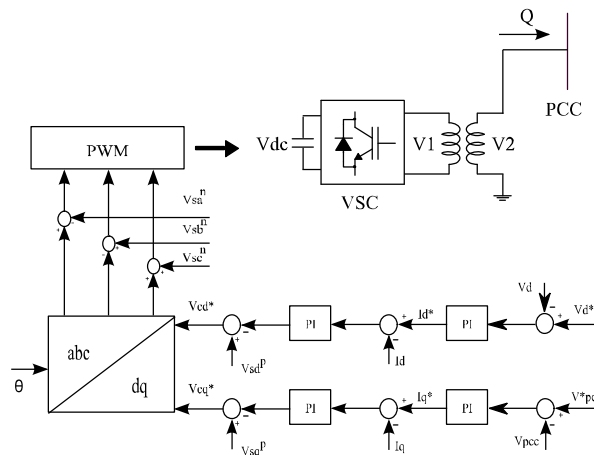 Q
PCC
PWM
Vdc
V1
V2
VSC
Vsa^n
Vsb^n
Vsc^n
abc
dq
θ
Vcd*
Vsd^p
PI
Id*
Id
PI
Vd
Vd*
Vcq*
Vsq^p
PI
Iq*
Iq
PI
V*pc
Vpcc